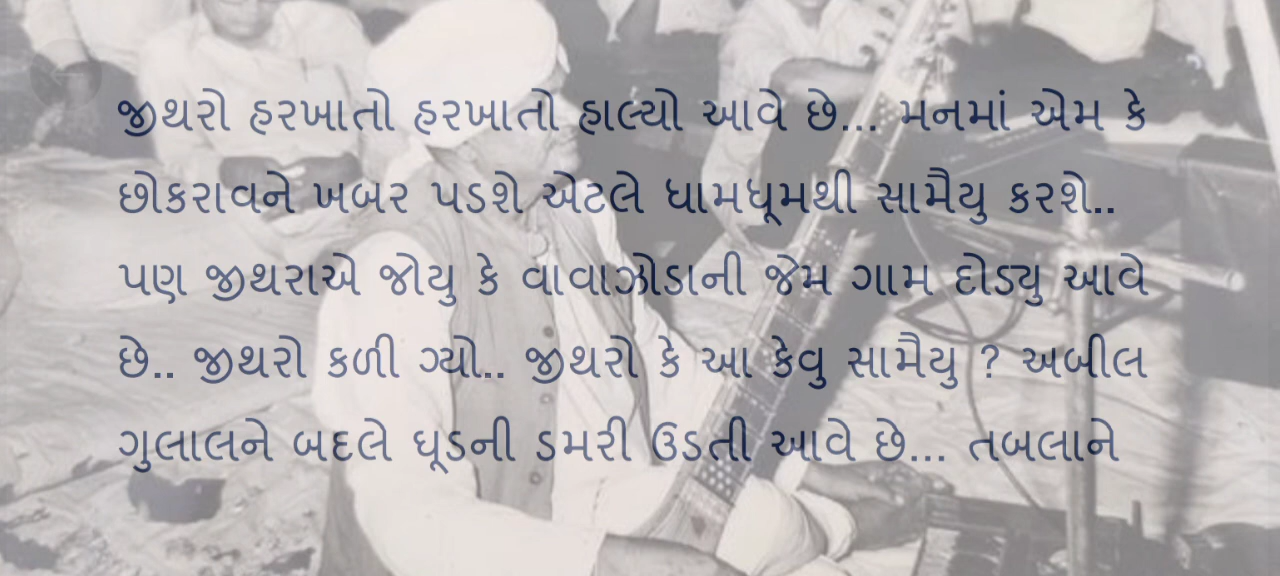 જીથરો હરખાતો હરખાતો હાલ્યો આવે છે... મનમાં એમ કે
છોકરાવને ખબર પડશે એટલે ધામધૂમથી સામૈયુ કરશે..
પણ જીથરાએ જોયુ કે વાવાઝોડાની જેમ ગામ દોડ્યુ આવે
છે.. જીથરો કળી ગ્યો.. જીથરો કે આ કેવુ સામૈયુ ? અબીલ
ગુલાલને બદલે ધૂડની ડમરી ઉડતી આવે છે... તબલાને